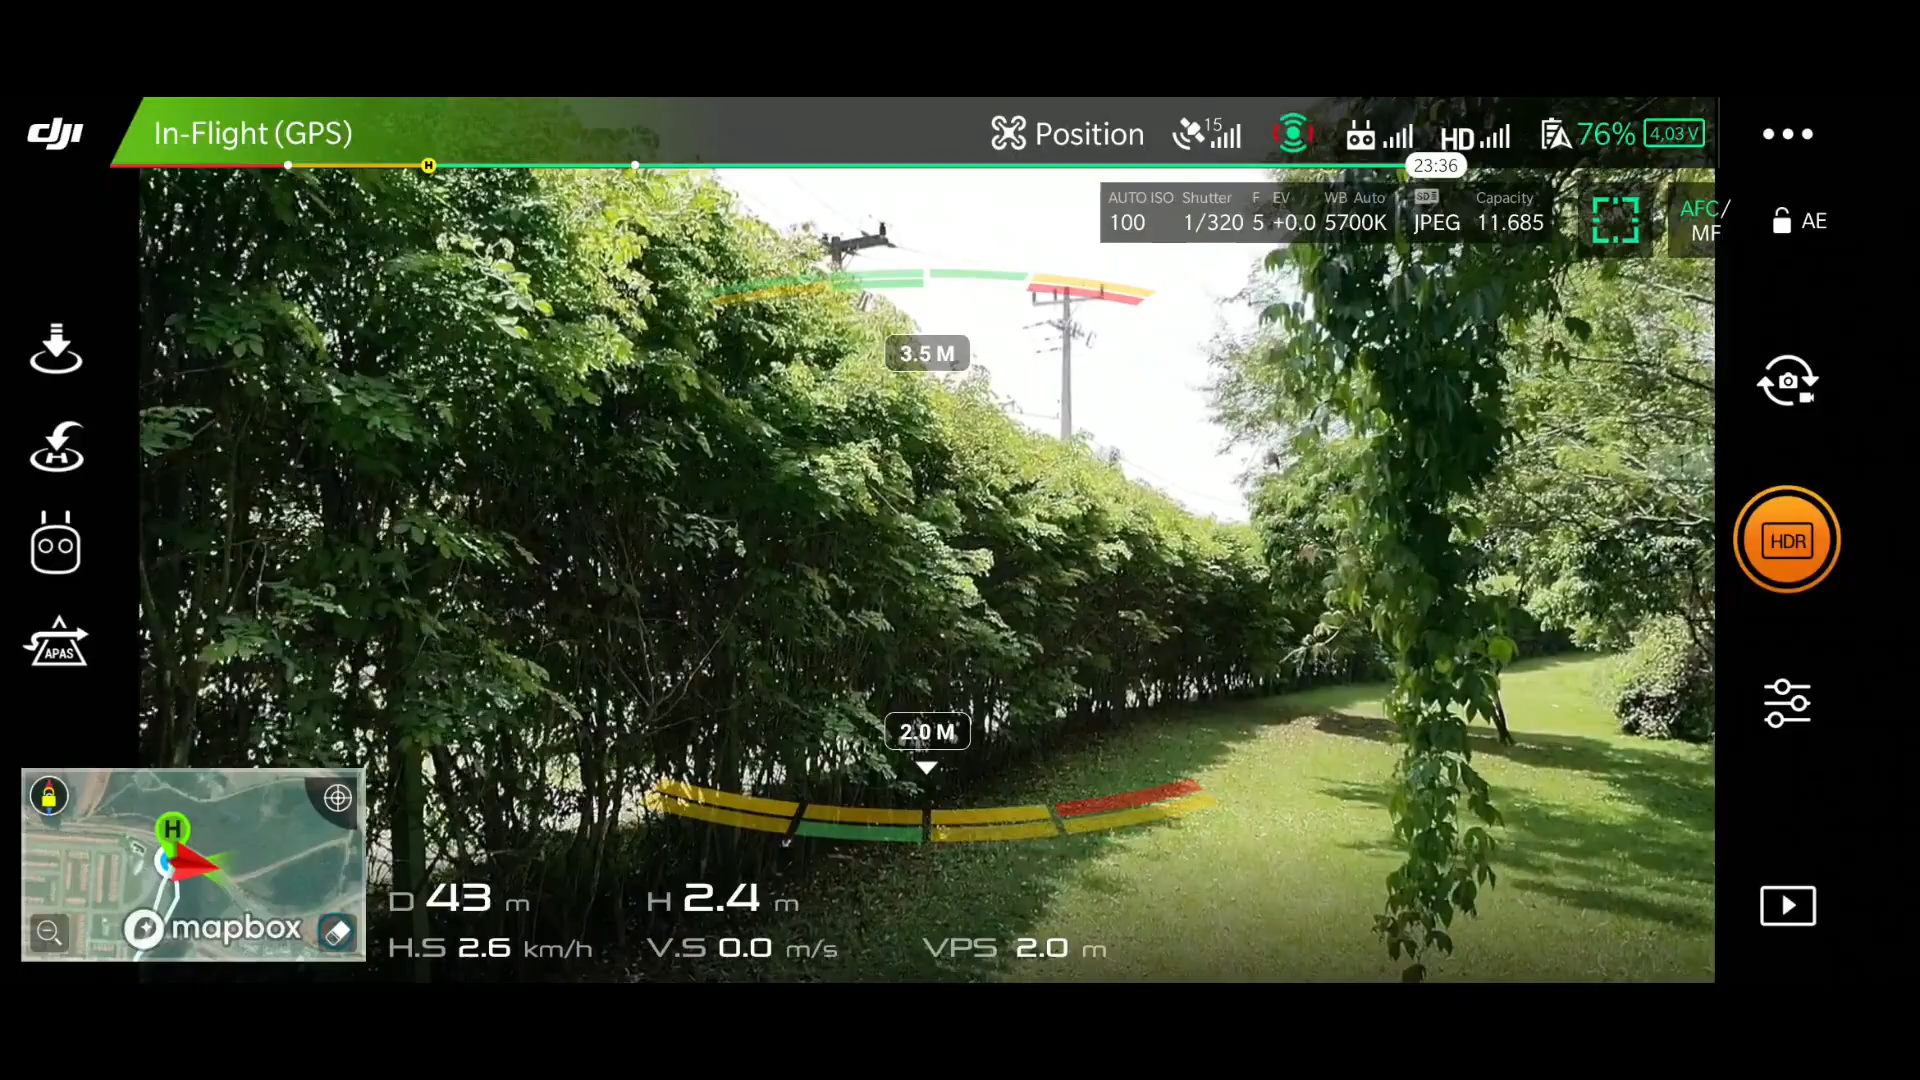 dji
In-Flight (GPS)
H
Position
15
HD
76%
4,03 V
23:36
AUTO ISO Shutter F EV WB Auto SD Capacity
100 1/320 5 +0.0 5700K JPEG 11.685
AFC/
MF
AE
3.5 M
HDR
APAS
2.0 M
H
mapbox
D 43 m H 2.4 m
H.S 2.6 km/h V.S 0.0 m/s VPS 2.0 m